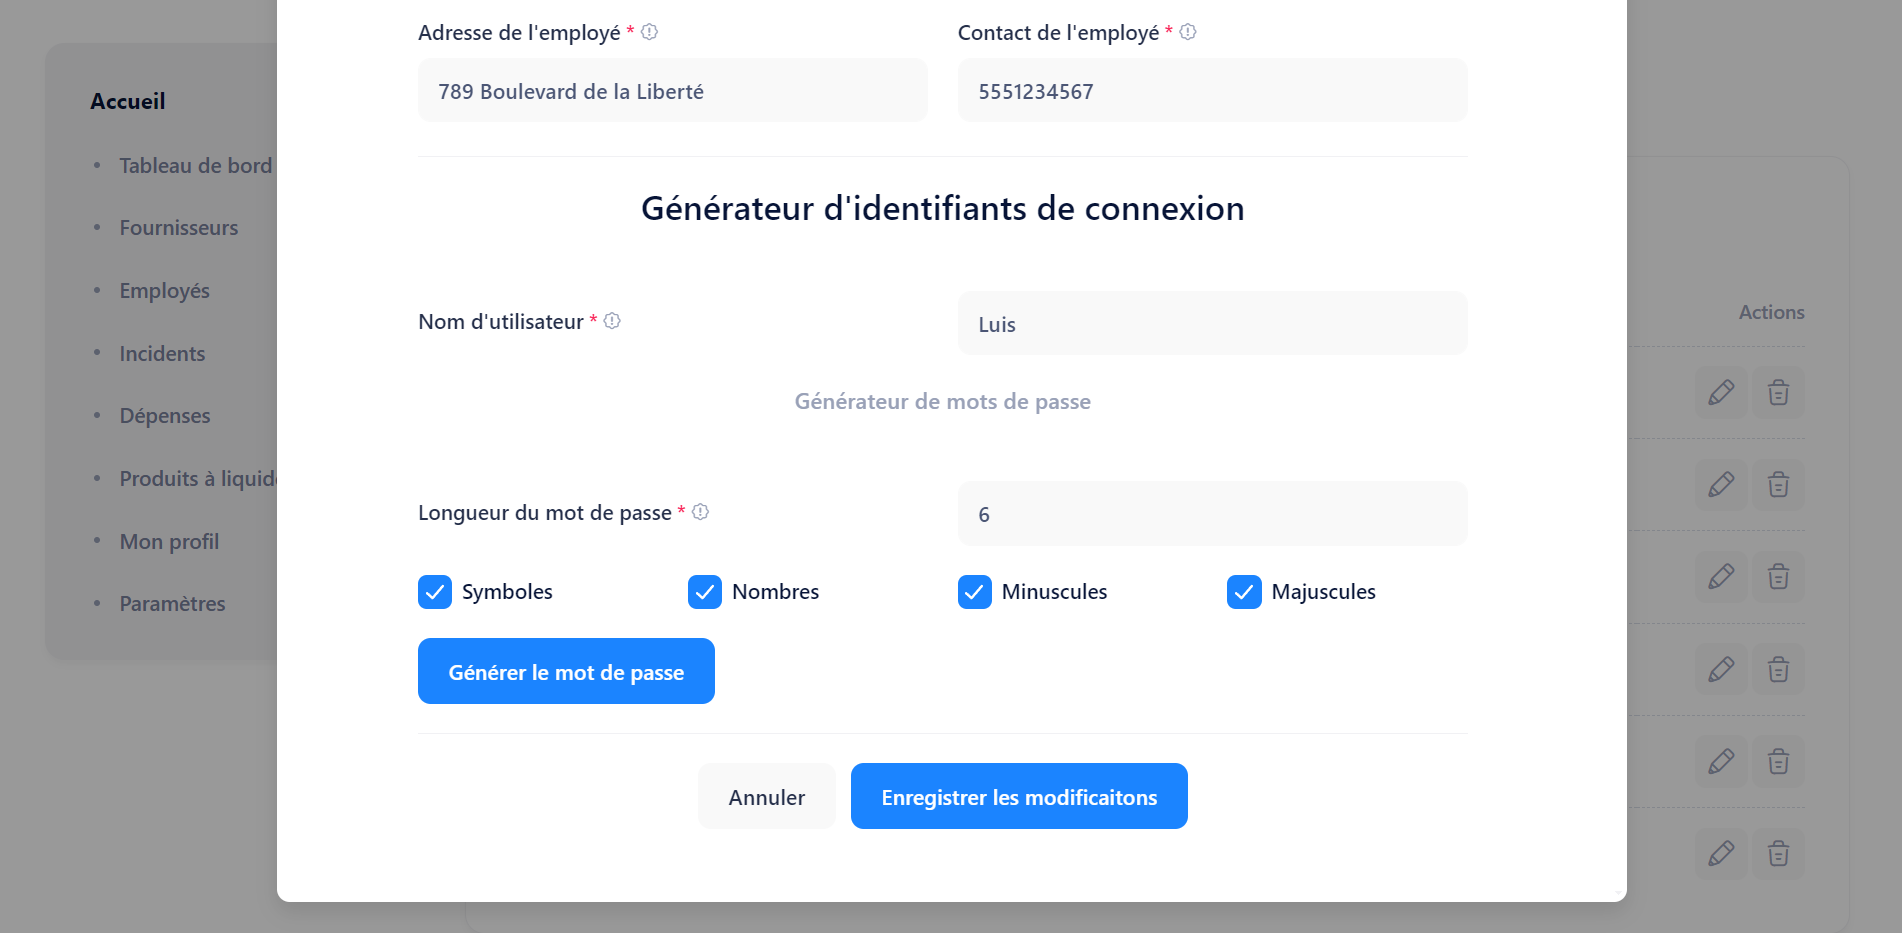 Accueil
Tableau de bord
Fournisseurs
Employés
Incidents
Dépenses
Produits à liquid
Mon profil
Paramètres
Adresse de l'employé *
Contact de l'employé *
789 Boulevard de la Liberté
5551234567
Générateur d'identifiants de connexion
Nom d'utilisateur *
Luis
Générateur de mots de passe
Longueur du mot de passe *
6
Symboles
Nombres
Minuscules
Majuscules
Générer le mot de passe
Annuler
Enregistrer les modificaitons
Actions